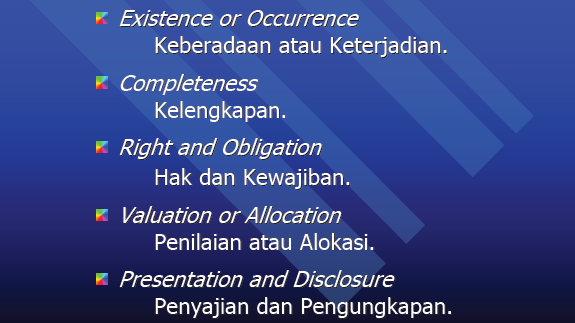 Existence or Occurrence
Keberadaan atau Keterjadian.
Completeness
Kelengkapan.
Right and Obligation
Hak dan Kewajiban.
Valuation or Allocation
Penilaian atau Alokasi.
Presentation and Disclosure
Penyajian dan Pengungkapan.